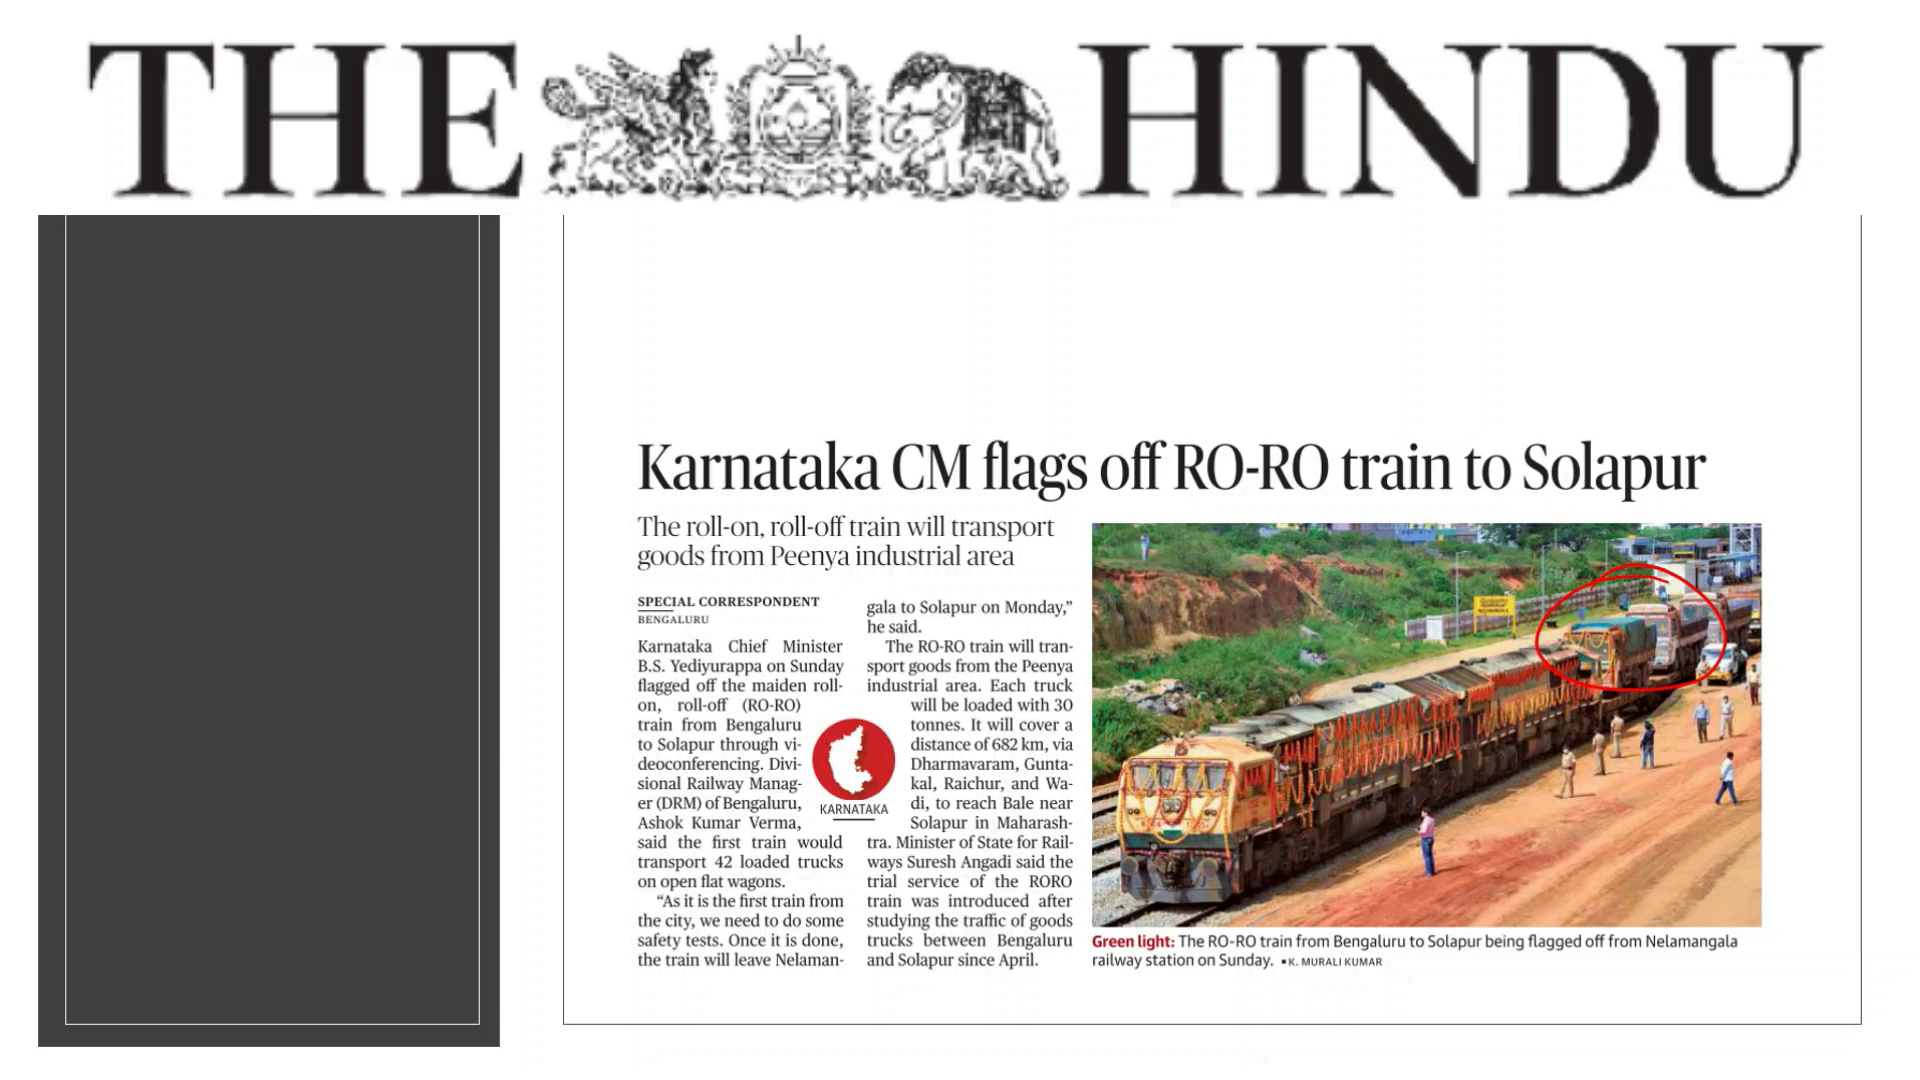 THE HINDU
Karnataka CM flags off RO-RO train to Solapur
The roll-on, roll-off train will transport
goods from Peenya industrial area
SPECIAL CORRESPONDENT
BENGALURU
Karnataka Chief Minister
B.S. Yediyurappa on Sunday
flagged off the maiden roll-
on, roll-off (RO-RO)
train from Bengaluru
to Solapur through vi-
deoconferencing. Divi-
sional Railway Manag-
er (DRM) of Bengaluru,
Ashok Kumar Verma,
said the first train would
transport 42 loaded trucks
on open flat wagons.
“As it is the first train from
the city, we need to do some
safety tests. Once it is done,
the train will leave Nelaman-
gala to Solapur on Monday,”
he said.
The RO-RO train will tran-
sport goods from the Peenya
industrial area. Each truck
will be loaded with 30
tonnes. It will cover a
distance of 682 km, via
Dharmavaram, Gunta-
kal, Raichur, and Wa-
di, to reach Bale near
Solapur in Maharash-
tra. Minister of State for Rail-
ways Suresh Angadi said the
trial service of the RORO
train was introduced after
studying the traffic of goods
trucks between Bengaluru
and Solapur since April.
KARNATAKA
Green light: The RO-RO train from Bengaluru to Solapur being flagged off from Nelamangala
railway station on Sunday. ▪ K. MURALI KUMAR